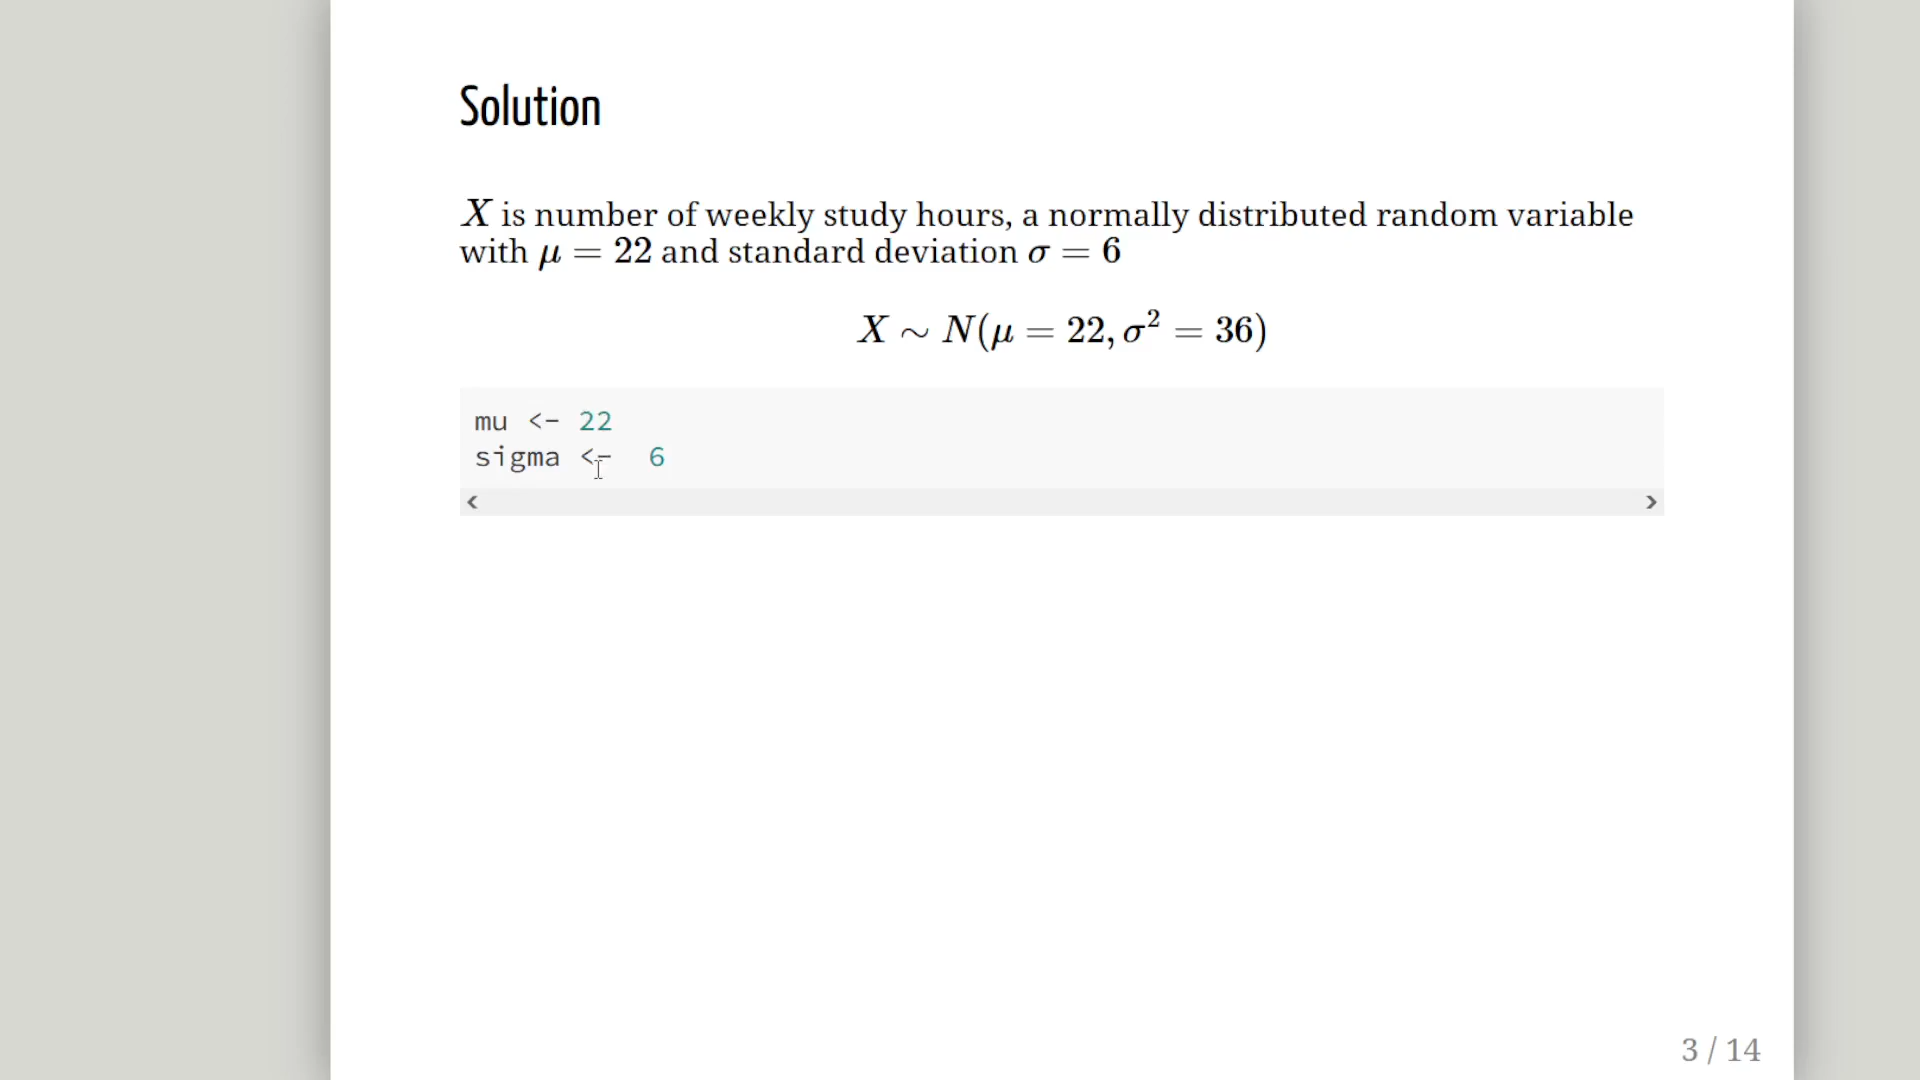 Solution
X is number of weekly study hours, a normally distributed random variable
with μ = 22 and standard deviation σ = 6
X ∼ N(μ = 22, σ² = 36)
mu <- 22
sigma <-  6
3 / 14